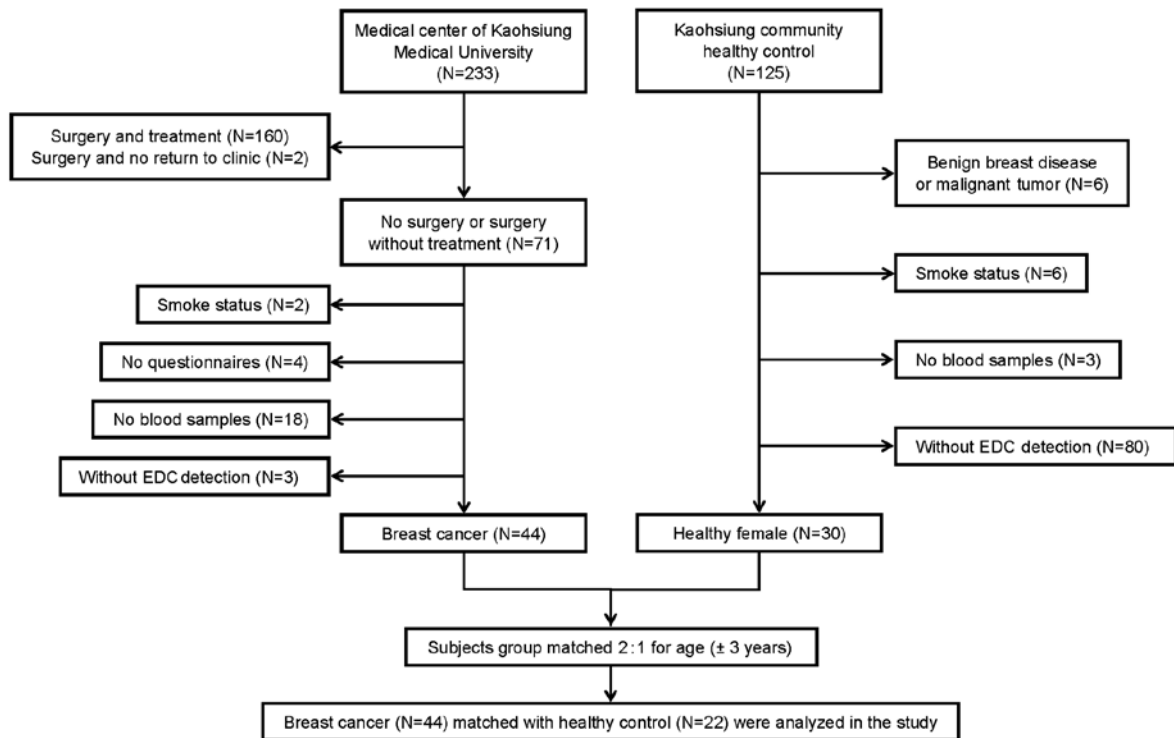 Medical center of Kaohsiung
Medical University
(N=233)
Kaohsiung community
healthy control
(N=125)
Surgery and treatment (N=160)
Surgery and no return to clinic (N=2)
Benign breast disease
or malignant tumor (N=6)
No surgery or surgery
without treatment (N=71)
Smoke status (N=2)
Smoke status (N=6)
No questionnaires (N=4)
No blood samples (N=3)
No blood samples (N=18)
Without EDC detection (N=80)
Without EDC detection (N=3)
Breast cancer (N=44)
Healthy female (N=30)
Subjects group matched 2:1 for age (± 3 years)
Breast cancer (N=44) matched with healthy control (N=22) were analyzed in the study